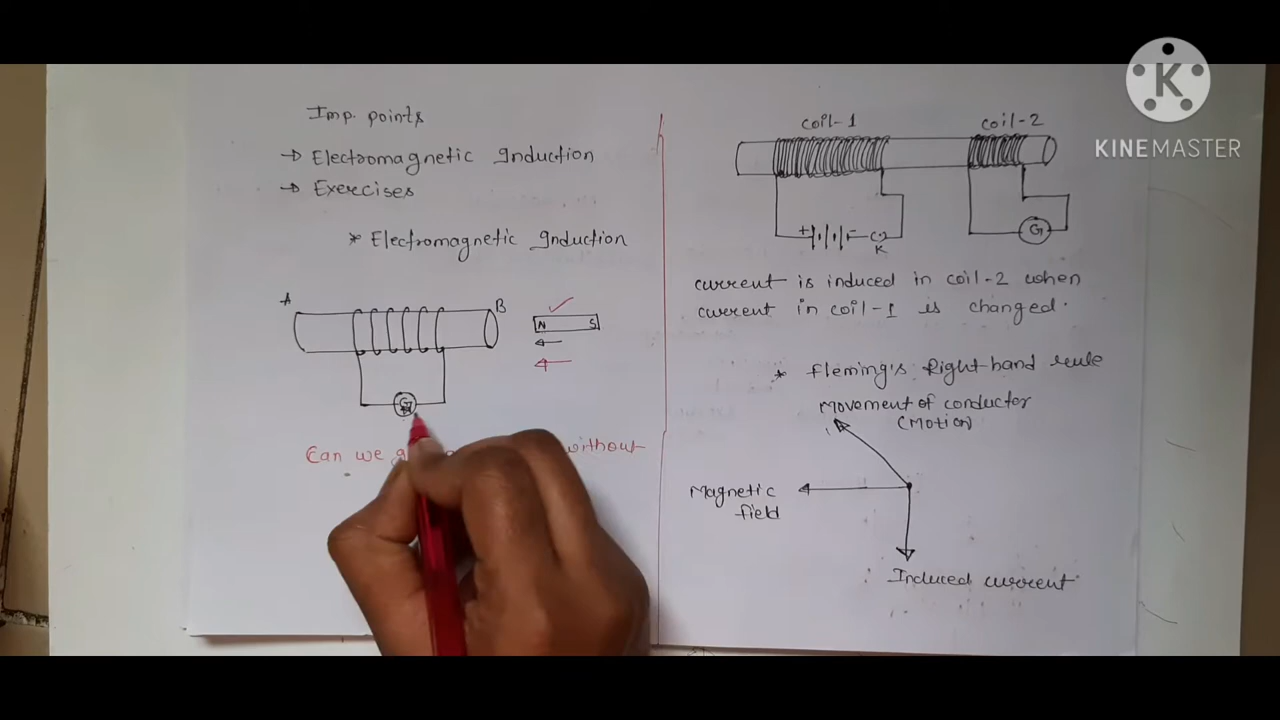 Imp. points
→ Electromagnetic Induction
→ Exercises
* Electromagnetic Induction
A
B
N S
G
Can we g without
coil-1 coil-2
+ -
K
G
current is induced in coil-2 when
current in coil-1 is changed.
* Fleming's Right-hand rule
Movement of conductor
(Motion)
Magnetic
field
Induced current
K
KINEMASTER